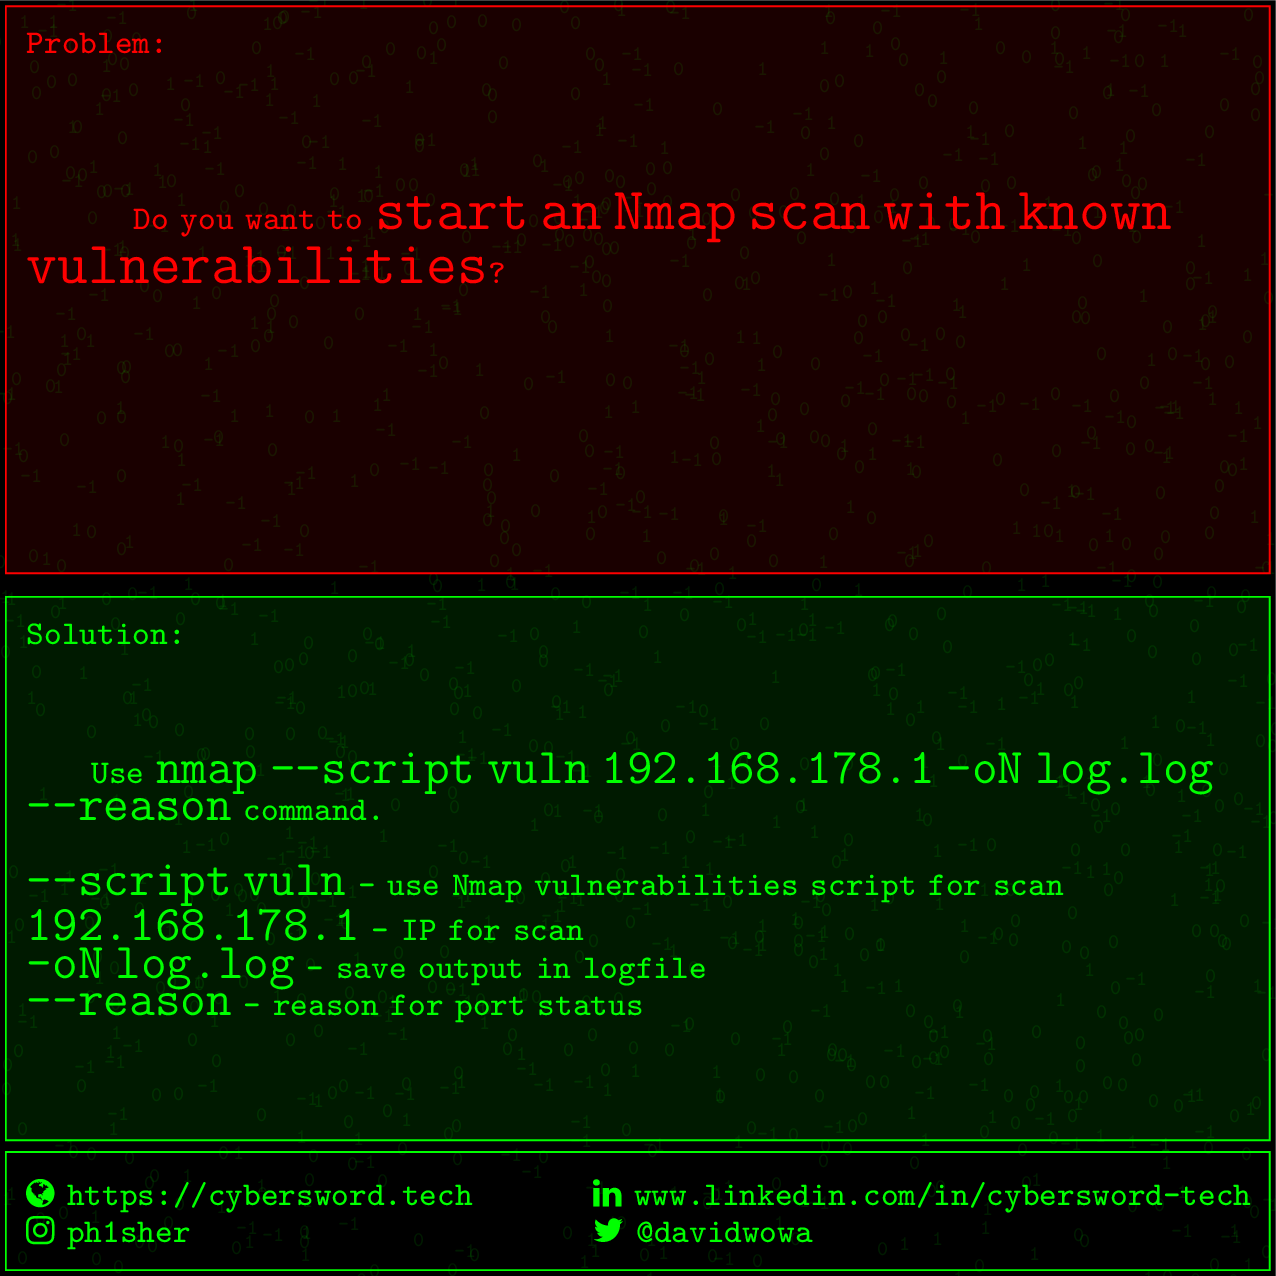 Problem:
Do you want to start an Nmap scan with known
vulnerabilities?
Solution:
Use nmap --script vuln 192.168.178.1 -oN log.log
--reason command.
--script vuln - use Nmap vulnerabilities script for scan
192.168.178.1 - IP for scan
-oN log.log - save output in logfile
--reason - reason for port status
https://cybersword.tech
www.linkedin.com/in/cybersword-tech
ph1sher
@davidwowa